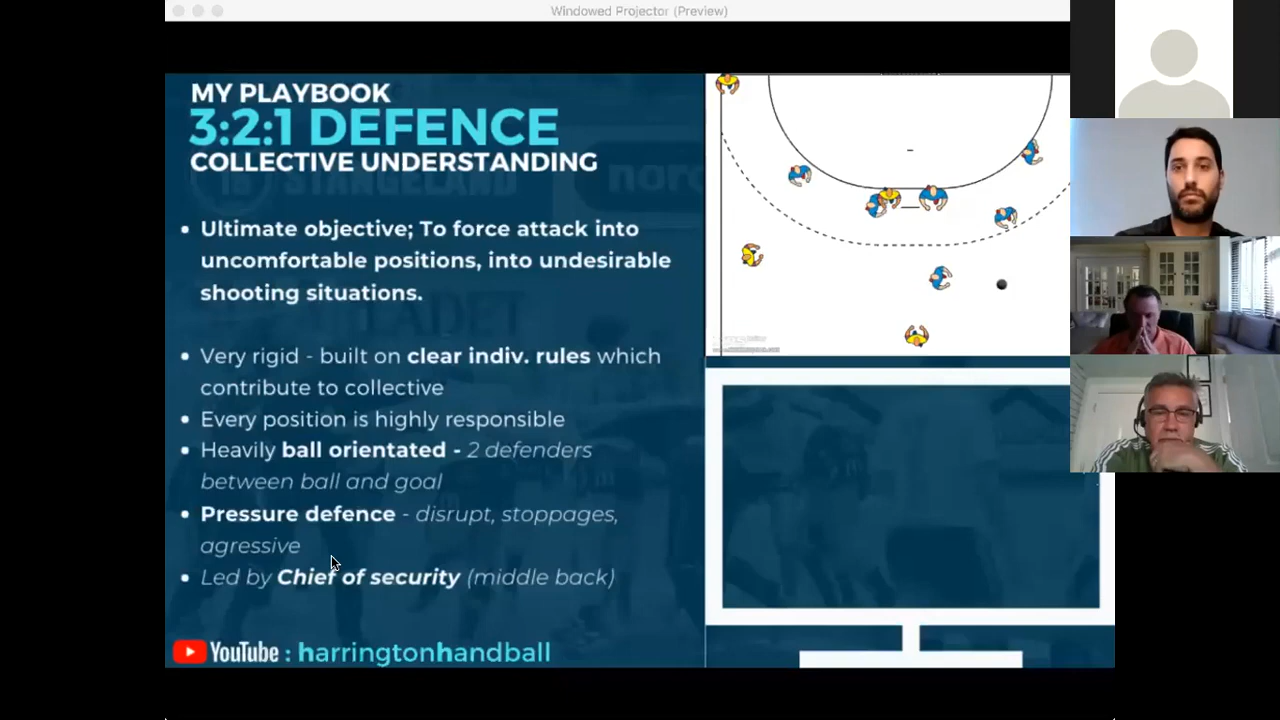 Windowed Projector (Preview)
MY PLAYBOOK
3:2:1 DEFENCE
COLLECTIVE UNDERSTANDING
• Ultimate objective; To force attack into
uncomfortable positions, into undesirable
shooting situations.
• Very rigid - built on clear indiv. rules which
contribute to collective
• Every position is highly responsible
• Heavily ball orientated - 2 defenders
between ball and goal
• Pressure defence - disrupt, stoppages,
agressive
• Led by Chief of security (middle back)
YouTube : harringtonhandball